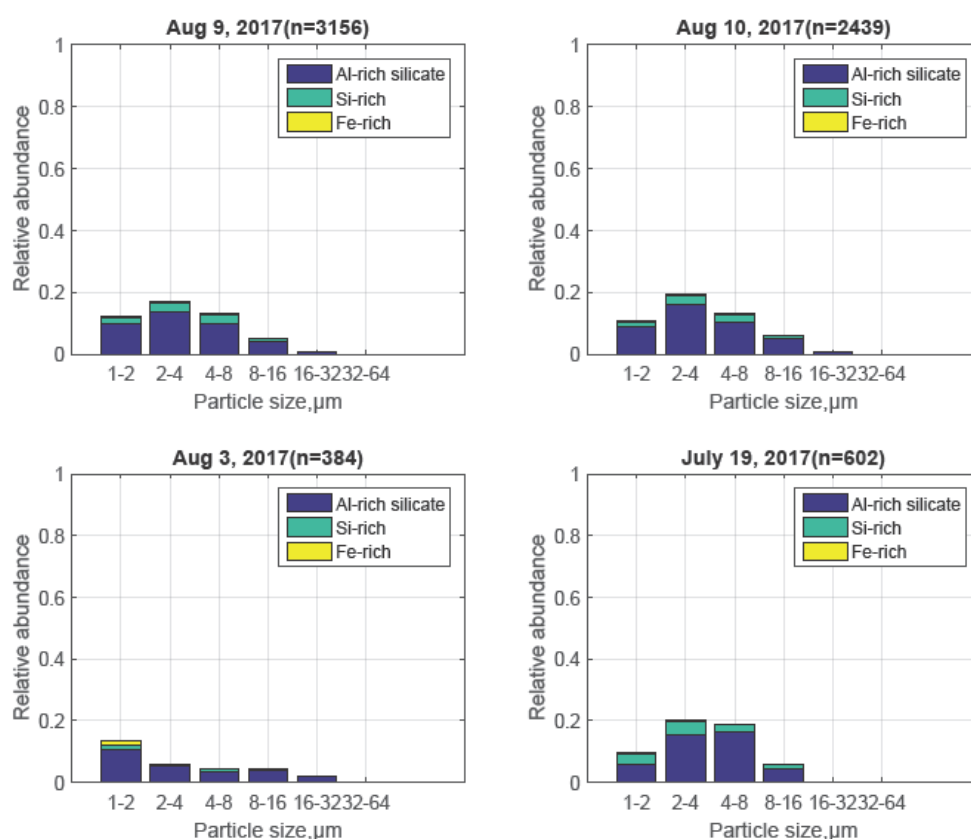 Aug 9, 2017(n=3156)
1
0.8
0.6
0.4
0.2
0
Relative abundance
Al-rich silicate
Si-rich
Fe-rich
1-2 2-4 4-8 8-16 16-32 32-64
Particle size,µm
Aug 10, 2017(n=2439)
1
0.8
0.6
0.4
0.2
0
Relative abundance
Al-rich silicate
Si-rich
Fe-rich
1-2 2-4 4-8 8-16 16-32 32-64
Particle size,µm
Aug 3, 2017(n=384)
1
0.8
0.6
0.4
0.2
0
Relative abundance
Al-rich silicate
Si-rich
Fe-rich
1-2 2-4 4-8 8-16 16-32 32-64
Particle size,µm
July 19, 2017(n=602)
1
0.8
0.6
0.4
0.2
0
Relative abundance
Al-rich silicate
Si-rich
Fe-rich
1-2 2-4 4-8 8-16 16-32 32-64
Particle size,µm